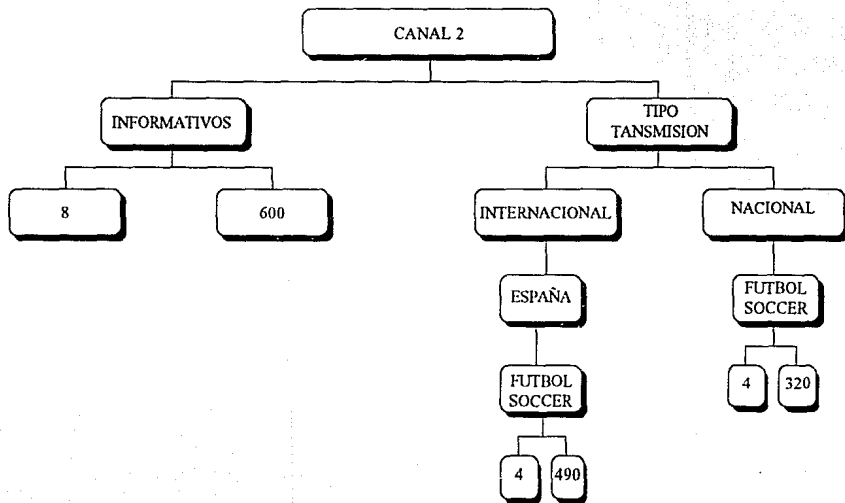 CANAL 2
INFORMATIVOS
TIPO
TANSMISION
8
600
INTERNACIONAL
NACIONAL
ESPAÑA
FUTBOL
SOCCER
FUTBOL
SOCCER
4
320
4
490